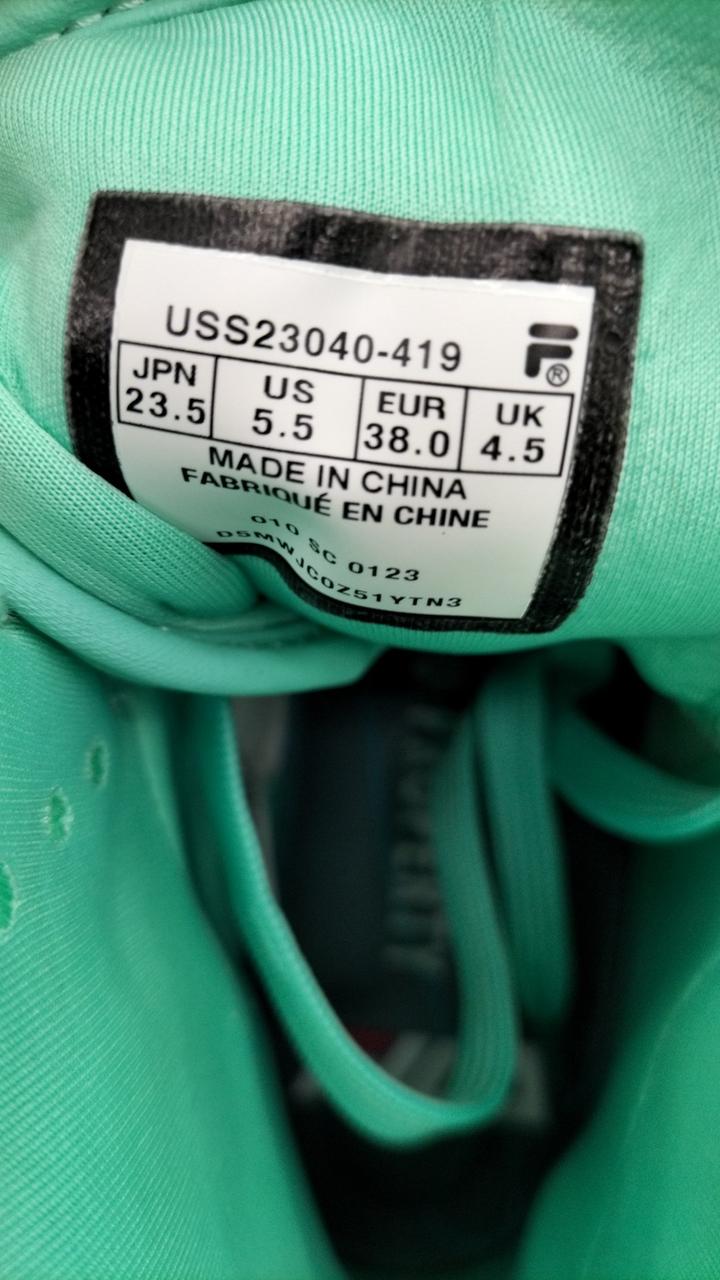 USS23040-419
JPN US EUR UK
23.5 5.5 38.0 4.5
MADE IN CHINA
FABRIQUÉ EN CHINE
010 SC 0123